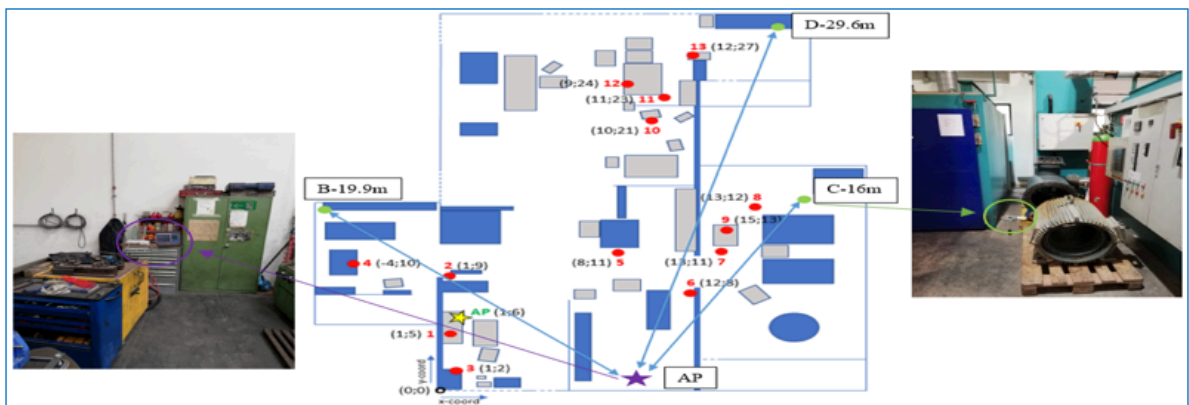 D-29.6m
13 (12;27)
(9;24) 12
(11;23) 11
(10;21) 10
B-19.9m
C-16m
(13;12) 8
9 (15;13)
4 (-4;10)
2 (1;9)
(8;11) 5
(13;11) 7
6 (12;8)
AP (1;6)
(1;5) 1
3 (1;2)
y-coord
AP
(0;0)
x-coord